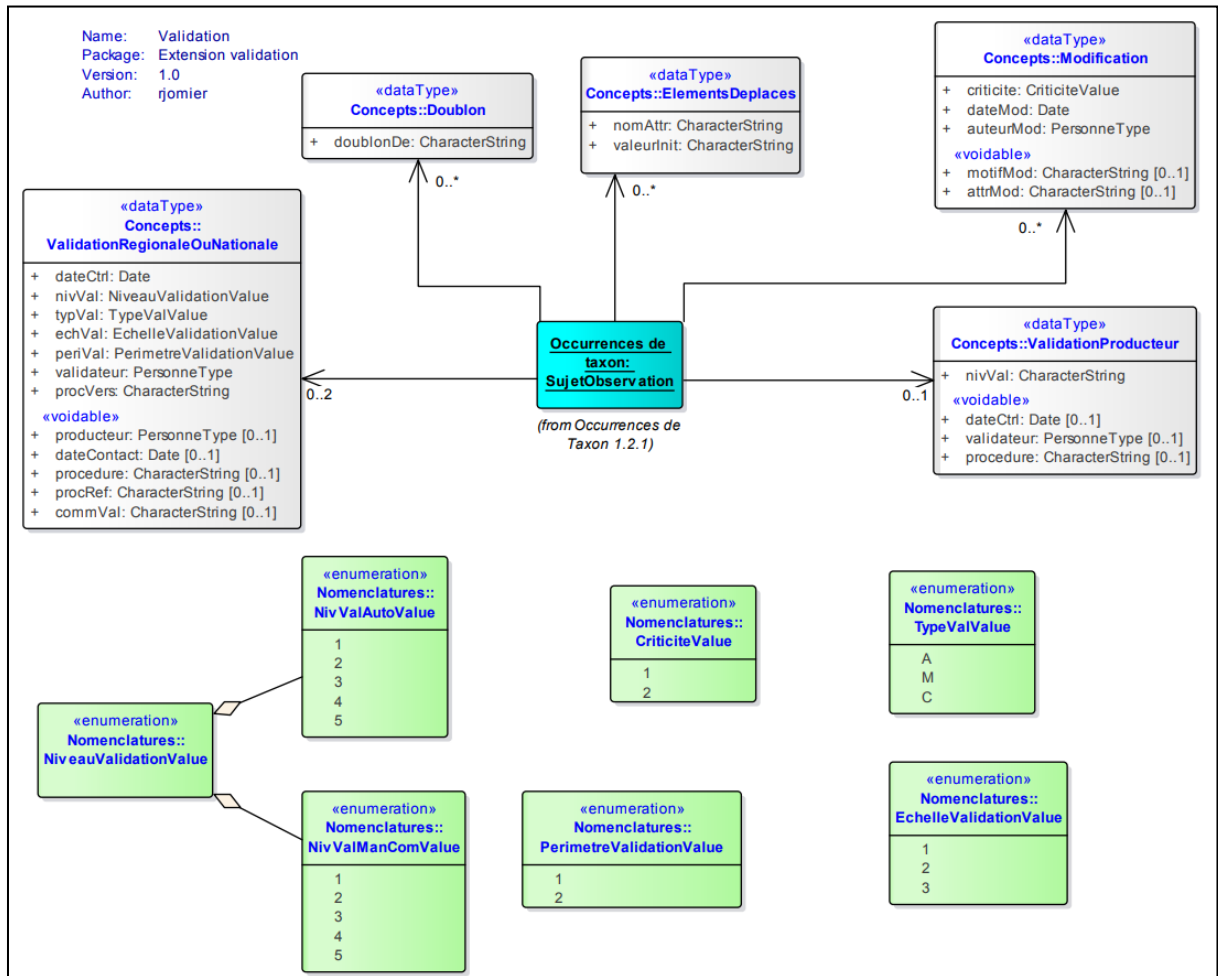 Name: Validation
Package: Extension validation
Version: 1.0
Author: rjomier
«dataType»
Concepts::Doublon
+ doublonDe: CharacterString
0..*
«dataType»
Concepts::ElementsDeplaces
+ nomAttr: CharacterString
+ valeurInit: CharacterString
0..*
«dataType»
Concepts::Modification
+ criticite: CriticiteValue
+ dateMod: Date
+ auteurMod: PersonneType
«voidable»
+ motifMod: CharacterString [0..1]
+ attrMod: CharacterString [0..1]
0..*
«dataType»
Concepts::
ValidationRegionaleOuNationale
+ dateCtrl: Date
+ nivVal: NiveauValidationValue
+ typVal: TypeValValue
+ echVal: EchelleValidationValue
+ periVal: PerimetreValidationValue
+ validateur: PersonneType
+ procVers: CharacterString
«voidable»
+ producteur: PersonneType [0..1]
+ dateContact: Date [0..1]
+ procedure: CharacterString [0..1]
+ procRef: CharacterString [0..1]
+ commVal: CharacterString [0..1]
0..2
Occurrences de
taxon:
SujetObservation
(from Occurrences de
Taxon 1.2.1)
0..1
«dataType»
Concepts::ValidationProducteur
+ nivVal: CharacterString
«voidable»
+ dateCtrl: Date [0..1]
+ validateur: PersonneType [0..1]
+ procedure: CharacterString [0..1]
«enumeration»
Nomenclatures::
NivValAutoValue
1
2
3
4
5
«enumeration»
Nomenclatures::
CriticiteValue
1
2
«enumeration»
Nomenclatures::
TypeValValue
A
M
C
«enumeration»
Nomenclatures::
NiveauValidationValue
«enumeration»
Nomenclatures::
NivValManComValue
1
2
3
4
5
«enumeration»
Nomenclatures::
PerimetreValidationValue
1
2
«enumeration»
Nomenclatures::
EchelleValidationValue
1
2
3